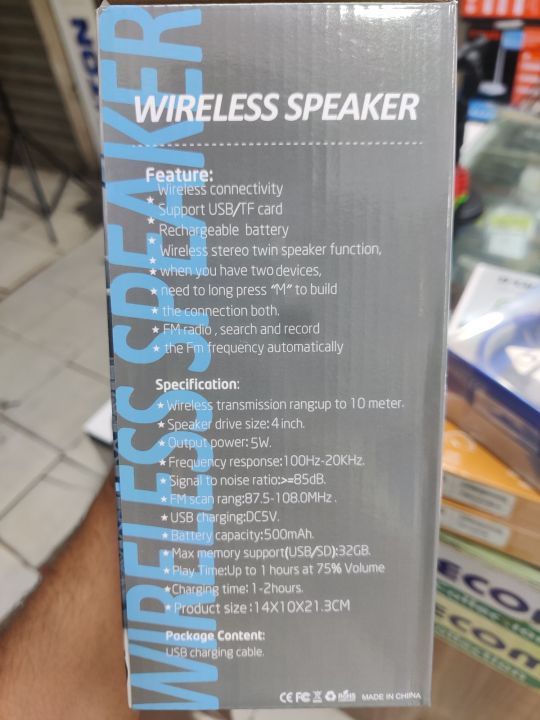 WIRELESS SPEAKER
WIRELESS SPEAKER
Feature:
Wireless connectivity
★ Support USB/TF card
★ Rechargeable battery
★ Wireless stereo twin speaker function,
★ when you have two devices,
★ need to long press "M" to build
★ the connection both.
★ FM radio , search and record
★ the Fm frequency automatically
Specification:
★ Wireless transmission rang:up to 10 meter.
★ Speaker drive size: 4 inch.
★ Output power: 5W.
★ Frequency response:100Hz-20KHz.
★ Signal to noise ratio:>=85dB.
★ FM scan rang:87.5-108.0MHz .
★ USB charging:DC5V.
★ Battery capacity:500mAh.
★ Max memory support(USB/SD):32GB.
★ Play Time:Up to 1 hours at 75% Volume
★ Charging time: 1-2hours.
★ Product size :14X10X21.3CM
Package Content:
USB charging cable.
CE FC RoHS MADE IN CHINA
ECOM